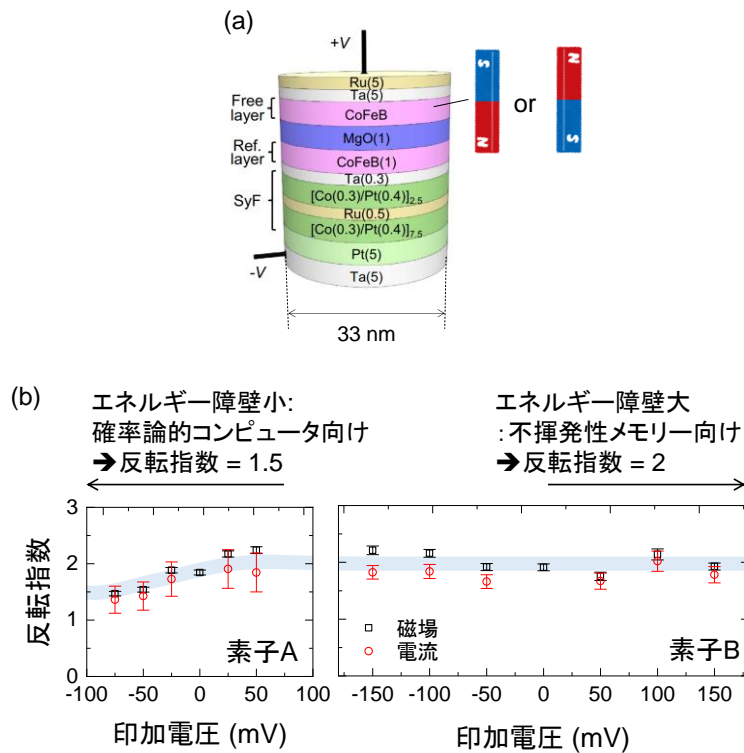 (a)
+V
Ru(5)
Ta(5)
Free
layer
CoFeB
MgO(1)
Ref.
layer
CoFeB(1)
Ta(0.3)
SyF
[Co(0.3)/Pt(0.4)]2.5
Ru(0.5)
[Co(0.3)/Pt(0.4)]7.5
Pt(5)
-V
Ta(5)
33 nm
S
N
or
N
S
(b)
エネルギー障壁小:
確率論的コンピュータ向け
➔反転指数 = 1.5
エネルギー障壁大
:不揮発性メモリー向け
➔反転指数 = 2
反転指数
3
2
1
0
素子A
-100 -50 0 50 100
印加電圧 (mV)
磁場
電流
素子B
-150 -100 -50 0 50 100 150
印加電圧 (mV)